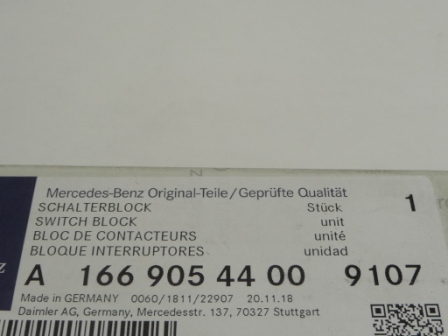 Mercedes-Benz Original-Teile/Geprüfte Qualität
SCHALTERBLOCK Stück 1
SWITCH BLOCK unit
BLOC DE CONTACTEURS unité
BLOQUE INTERRUPTORES unidad
A 166 905 44 00 9107
Made in GERMANY 0060/1811/22907 20.11.18
Daimler AG, Germany, Mercedesstr. 137, 70327 Stuttgart